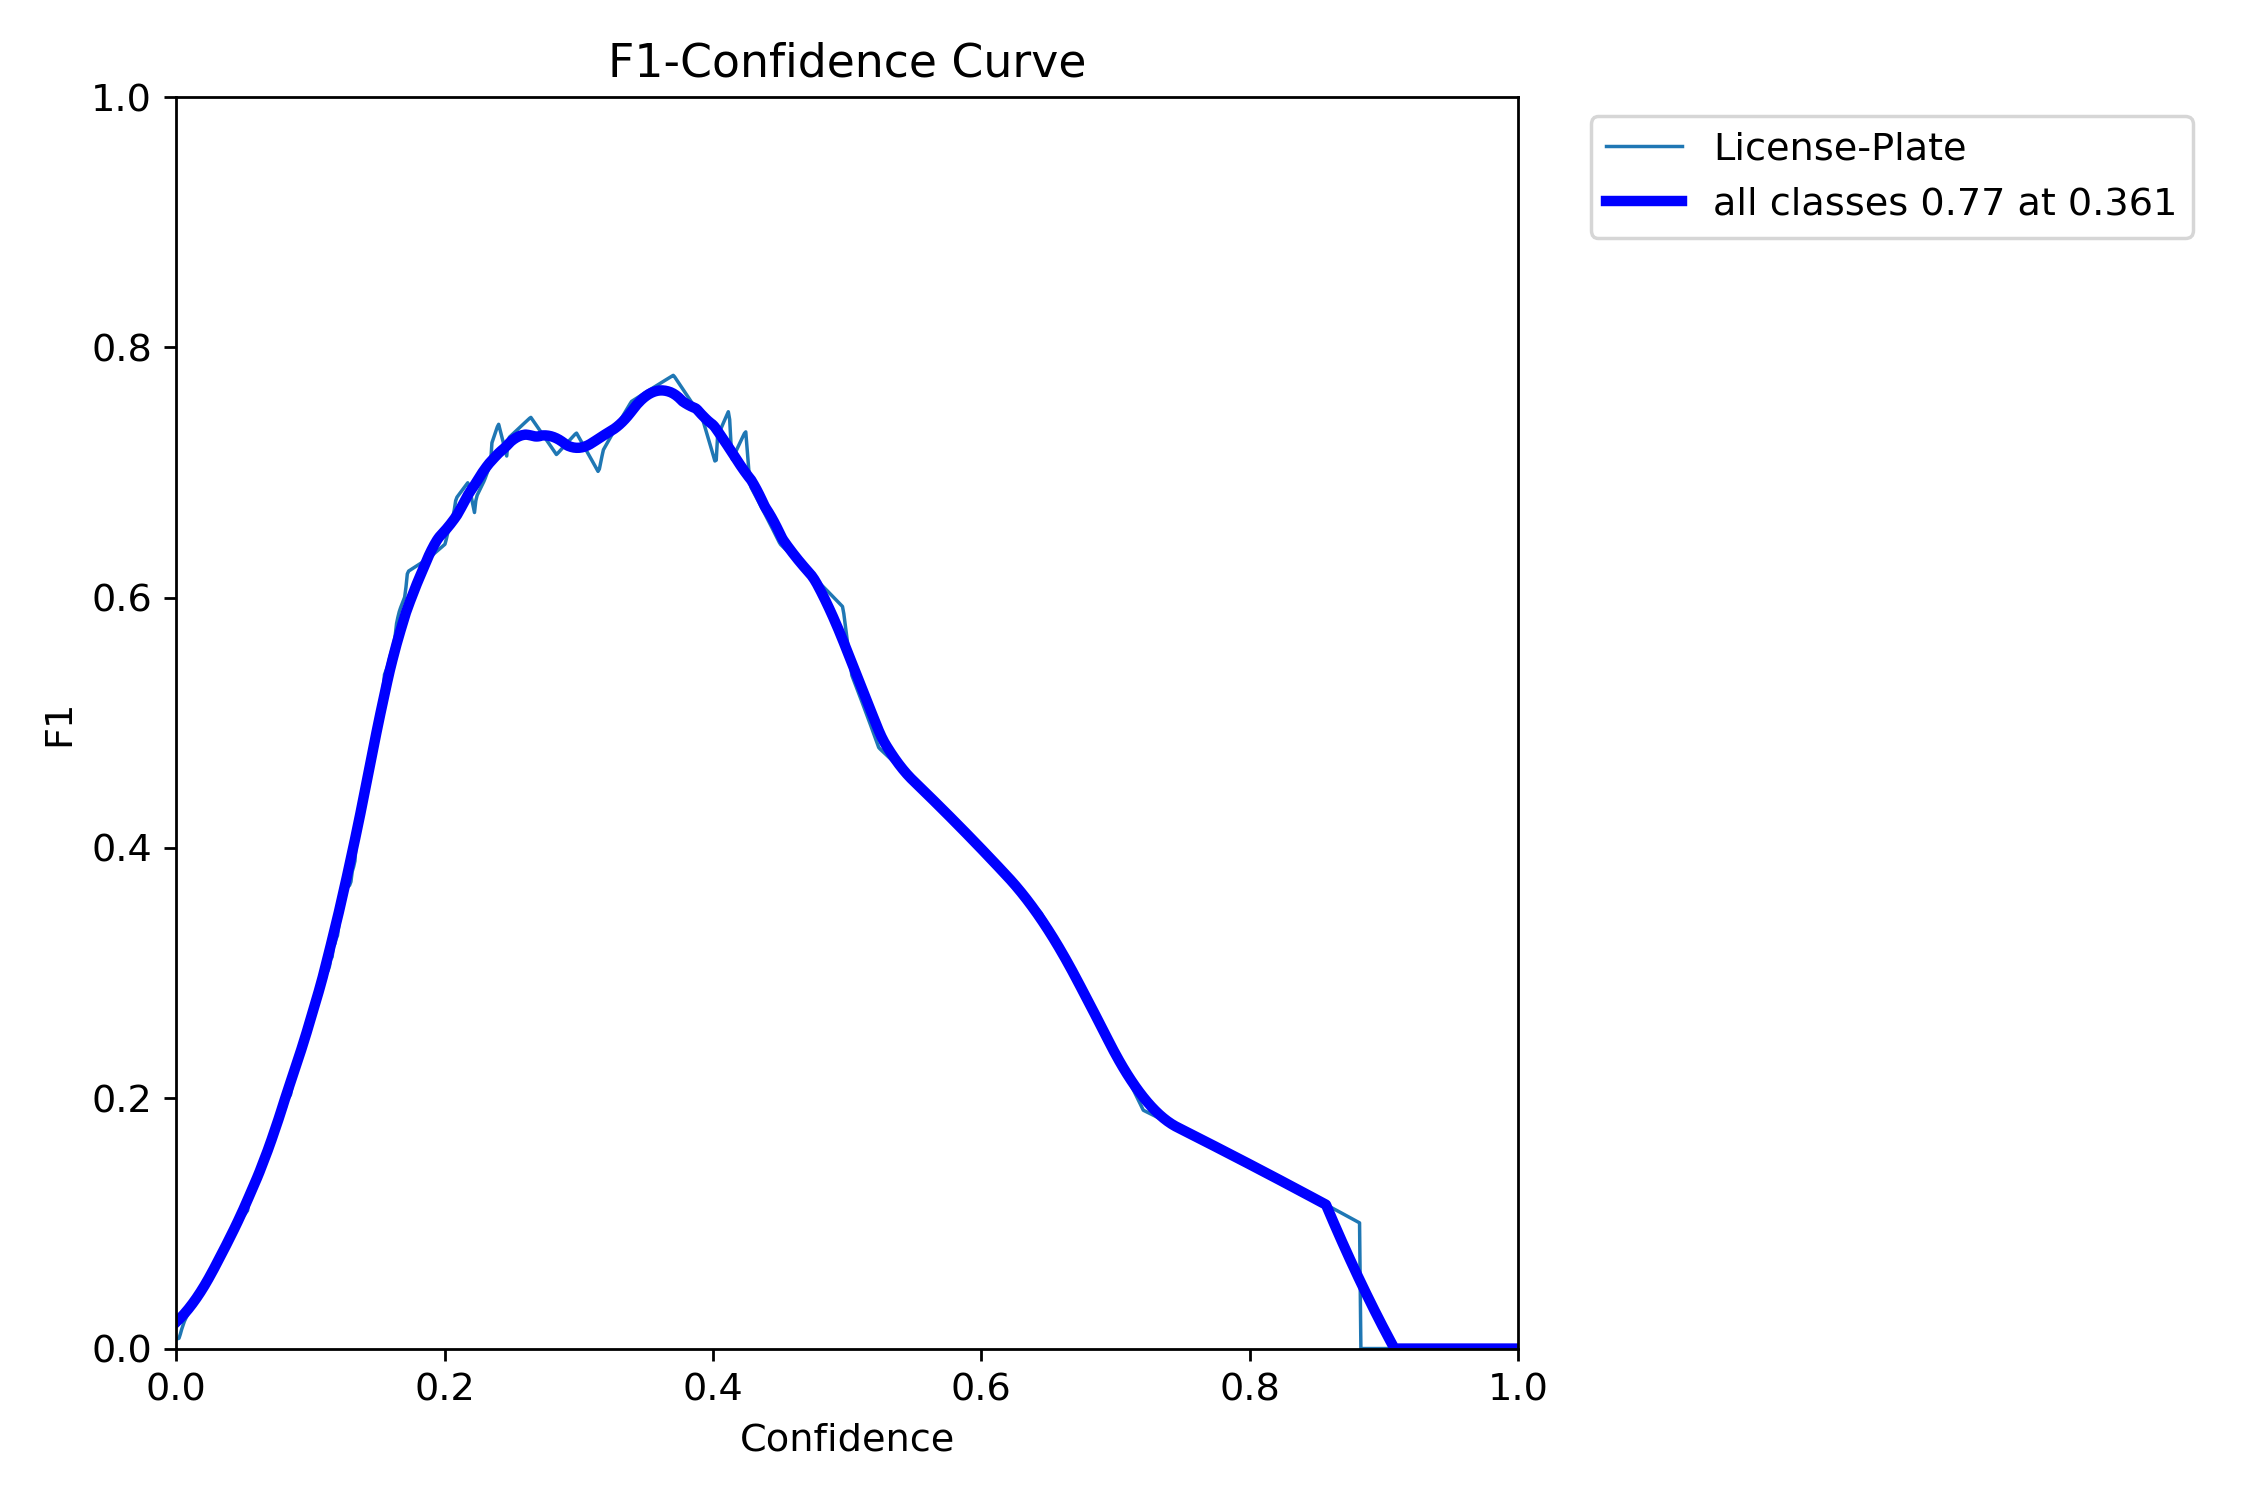 F1-Confidence Curve
1.0
0.8
0.6
0.4
0.2
0.0
F1
0.0 0.2 0.4 0.6 0.8 1.0
Confidence
License-Plate
all classes 0.77 at 0.361